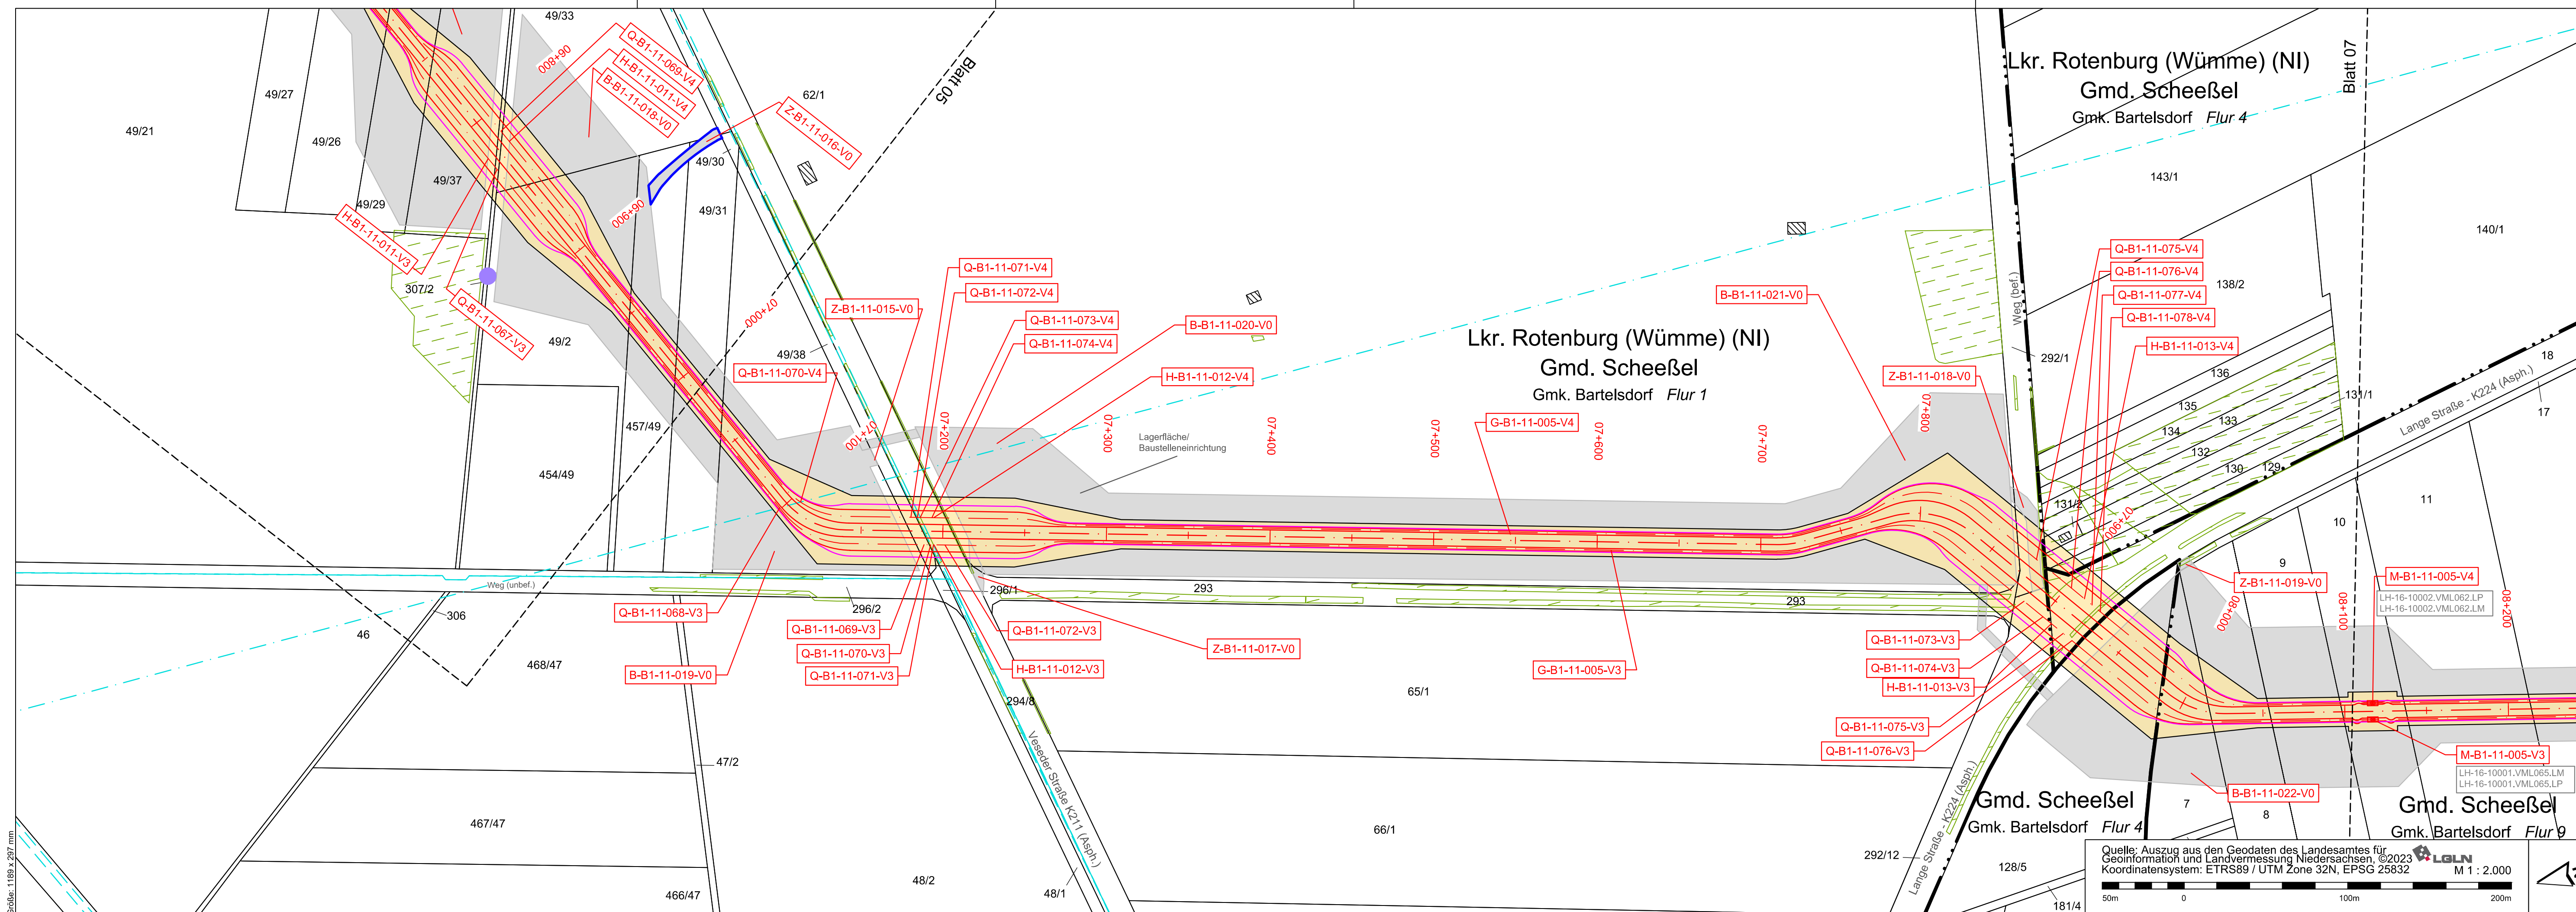 49/33
Q-B1-11-069-V4
H-B1-11-011-V4
B-B1-11-018-V0
008+90
62/1
Blatt 05
Z-B1-11-016-V0
49/27
49/21
49/26
49/37
49/29
49/30
49/31
006+90
H-B1-11-011-V3
307/2
Q-B1-11-067-V3
49/2
07+000
Z-B1-11-015-V0
49/38
Q-B1-11-070-V4
Q-B1-11-071-V4
Q-B1-11-072-V4
Q-B1-11-073-V4
Q-B1-11-074-V4
B-B1-11-020-V0
H-B1-11-012-V4
457/49
454/49
07+100
07+200
07+300
07+400
07+500
07+600
07+700
07+800
Lagerfläche/
Baustelleneinrichtung
G-B1-11-005-V4
Lkr. Rotenburg (Wümme) (NI)
Gmd. Scheeßel
Gmk. Bartelsdorf Flur 1
B-B1-11-021-V0
Z-B1-11-018-V0
Lkr. Rotenburg (Wümme) (NI)
Gmd. Scheeßel
Gmk. Bartelsdorf Flur 4
Blatt 07
143/1
140/1
Weg (bef.)
292/1
Q-B1-11-075-V4
Q-B1-11-076-V4
Q-B1-11-077-V4
Q-B1-11-078-V4
H-B1-11-013-V4
138/2
136
135
134
133
132
130
129
131/1
131/2
07+900
18
17
Lange Straße - K224 (Asph.)
11
10
9
Weg (unbef.)
46
306
468/47
47/2
467/47
466/47
Q-B1-11-068-V3
B-B1-11-019-V0
296/2
296/1
293
293
Q-B1-11-069-V3
Q-B1-11-070-V3
Q-B1-11-071-V3
Q-B1-11-072-V3
H-B1-11-012-V3
Z-B1-11-017-V0
294/8
Veseder Straße K211 (Asph.)
48/2
48/1
G-B1-11-005-V3
65/1
66/1
Q-B1-11-073-V3
Q-B1-11-074-V3
H-B1-11-013-V3
Q-B1-11-075-V3
Q-B1-11-076-V3
Z-B1-11-019-V0
08+000
08+100
08+200
M-B1-11-005-V4
LH-16-10002.VML062.LP
LH-16-10002.VML062.LM
M-B1-11-005-V3
LH-16-10001.VML065.LM
LH-16-10001.VML065.LP
B-B1-11-022-V0
7
8
Gmd. Scheeßel
Gmk. Bartelsdorf Flur 4
Gmd. Scheeßel
Gmk. Bartelsdorf Flur 9
292/12
Lange Straße - K224 (Asph.)
128/5
181/4
Quelle: Auszug aus den Geodaten des Landesamtes für
Geoinformation und Landvermessung Niedersachsen, ©2023
LGLN
Koordinatensystem: ETRS89 / UTM Zone 32N, EPSG 25832
M 1 : 2.000
50m 0 100m 200m
Größe: 1189 x 297 mm